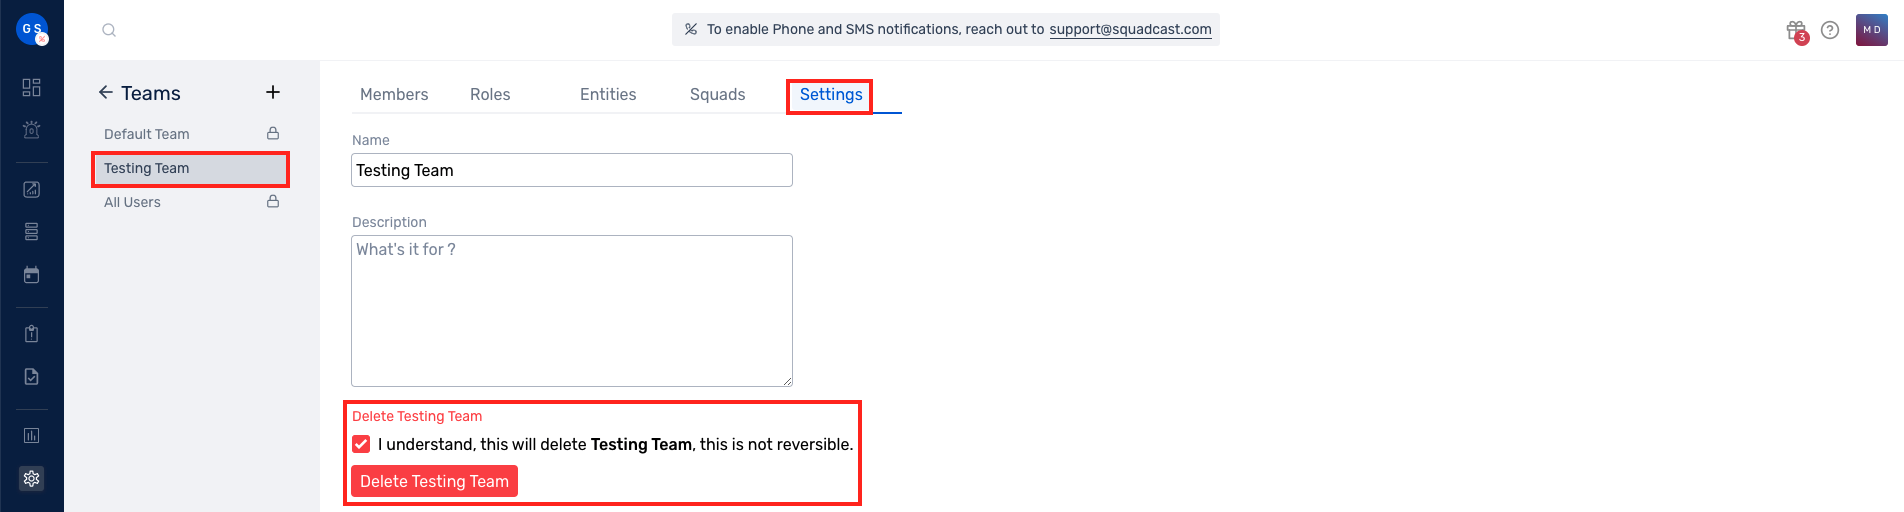 G S
To enable Phone and SMS notifications, reach out to support@squadcast.com
3
M D
Teams
Default Team
Testing Team
All Users
Members Roles Entities Squads Settings
Name
Testing Team
Description
What's it for ?
Delete Testing Team
I understand, this will delete Testing Team, this is not reversible.
Delete Testing Team